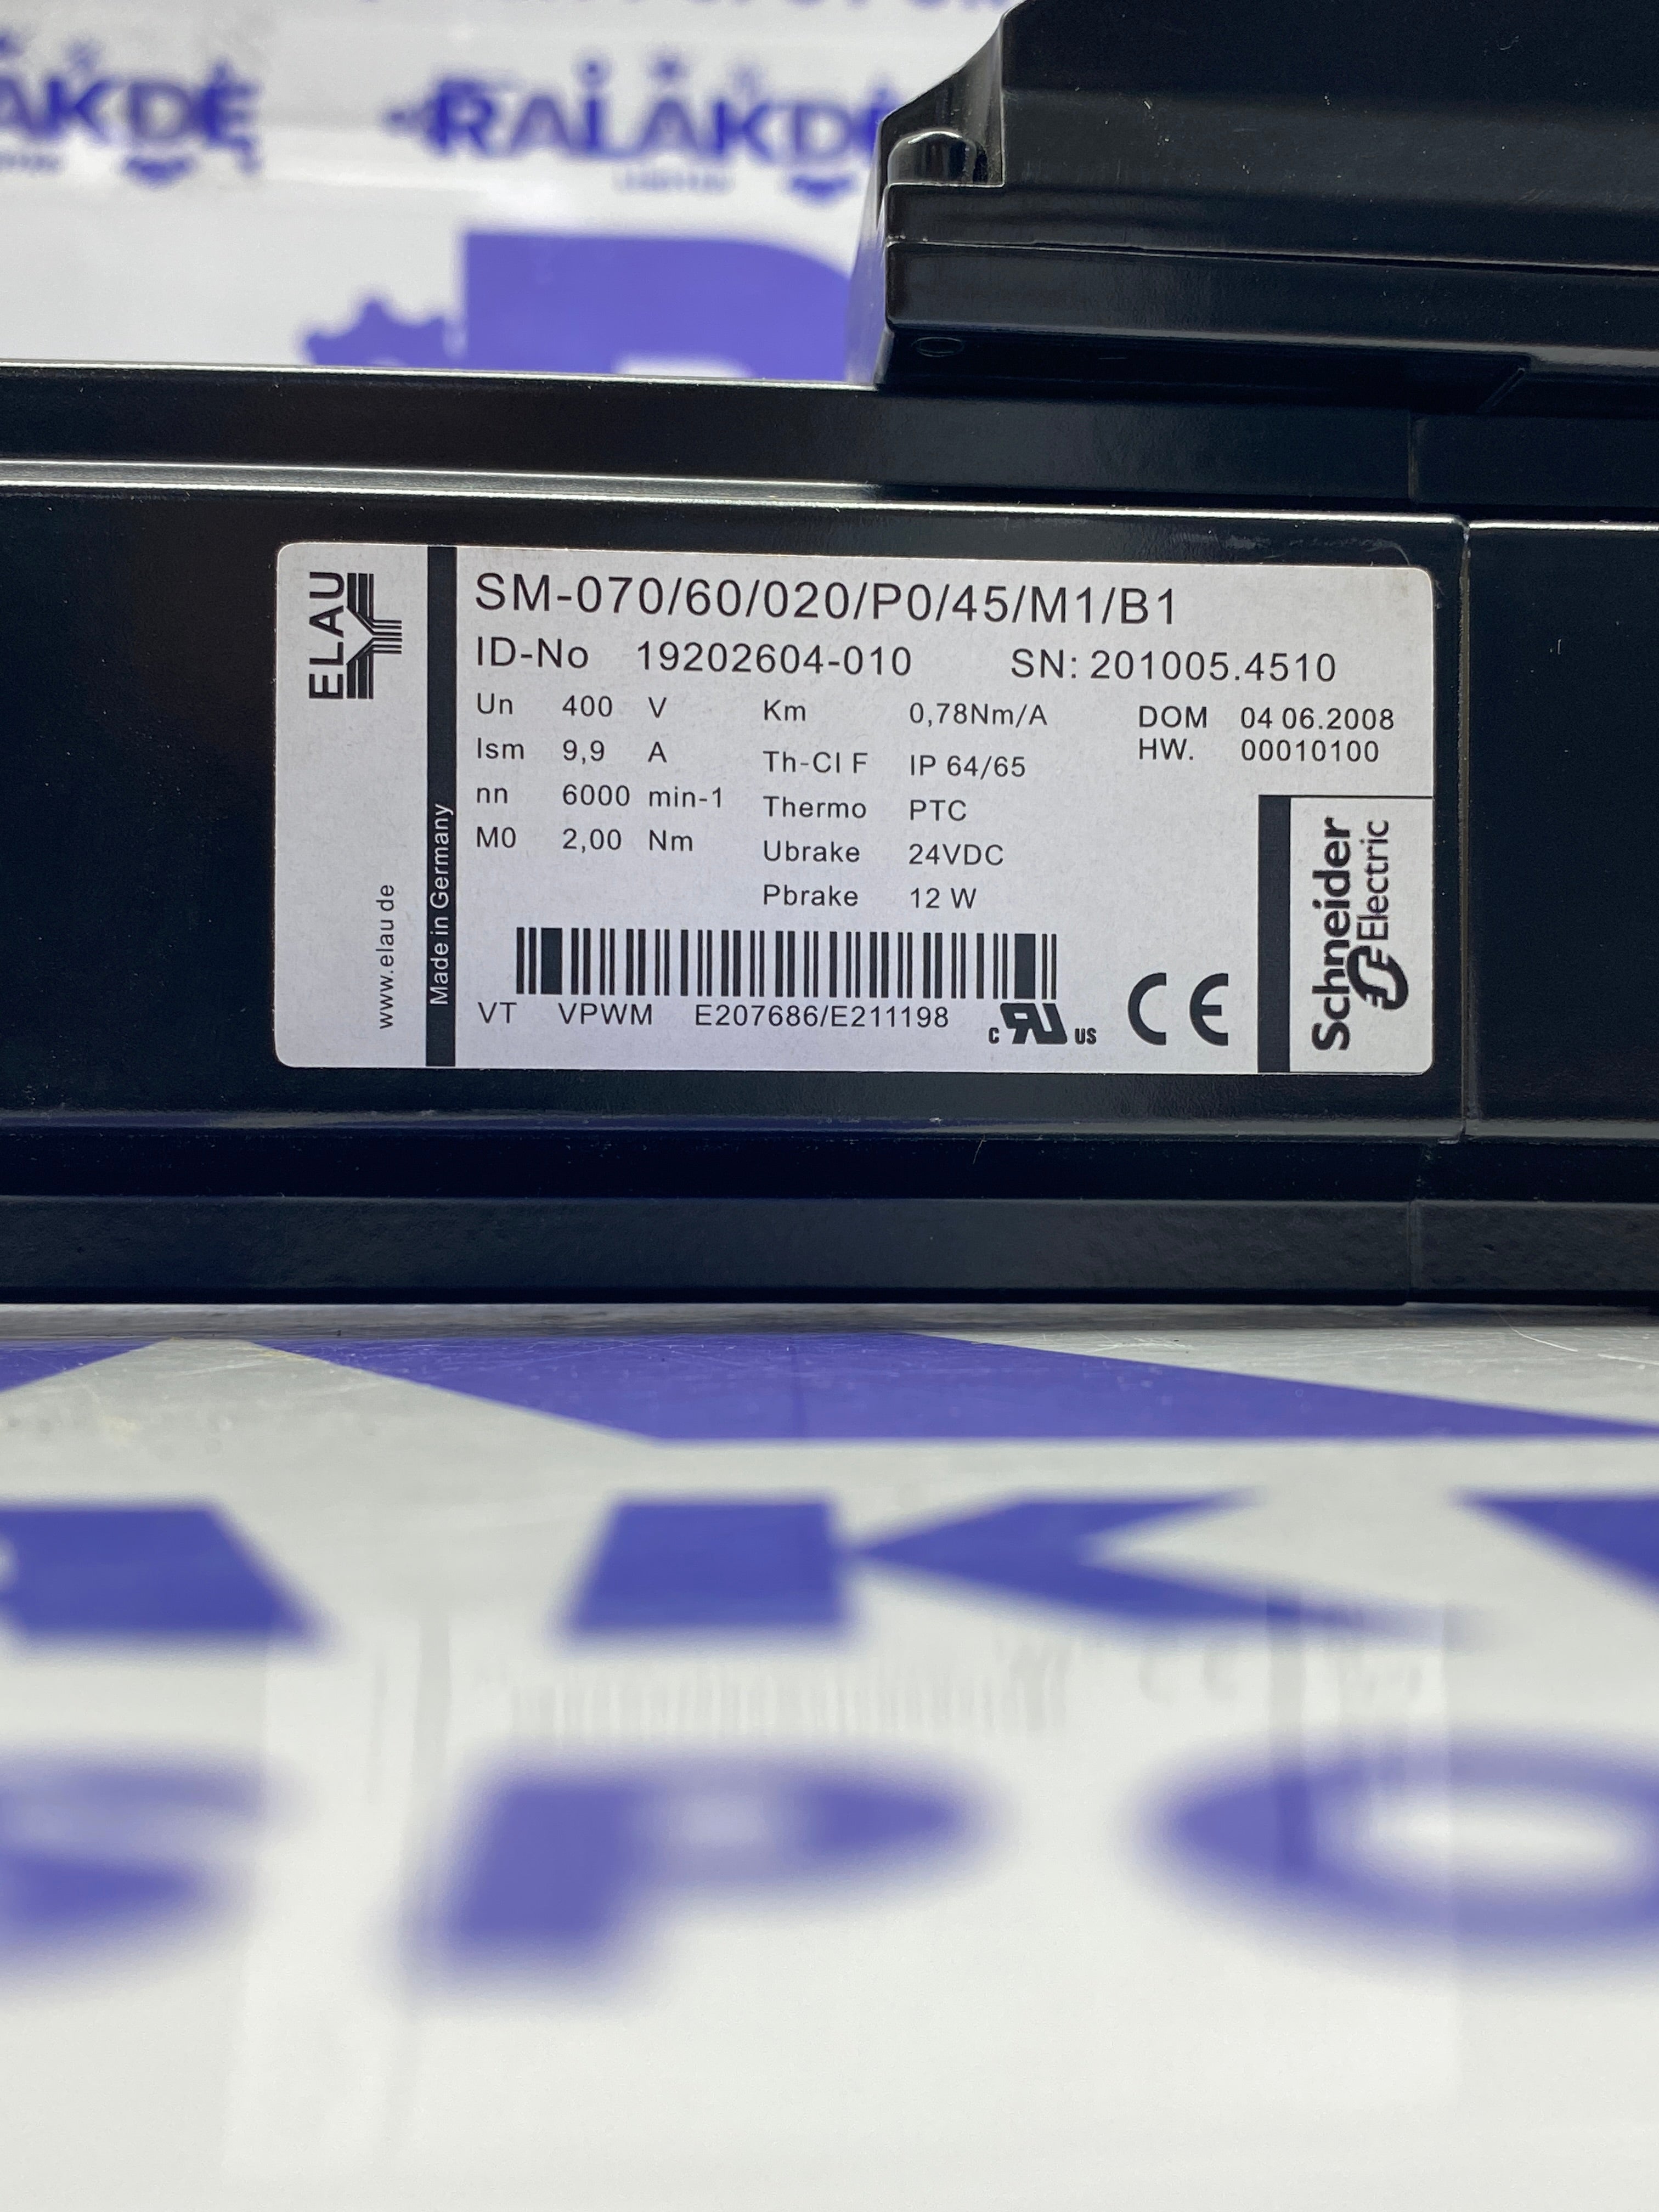 RALAKDE
ELAU
www.elau de
Made in Germany
SM-070/60/020/P0/45/M1/B1
ID-No 19202604-010 SN: 201005.4510
Un 400 V Km 0,78Nm/A DOM 04 06.2008
Ism 9,9 A Th-Cl F IP 64/65 HW. 00010100
nn 6000 min-1 Thermo PTC
M0 2,00 Nm Ubrake 24VDC
Pbrake 12 W
VT VPWM E207686/E211198 c RU US CE
Schneider
Electric